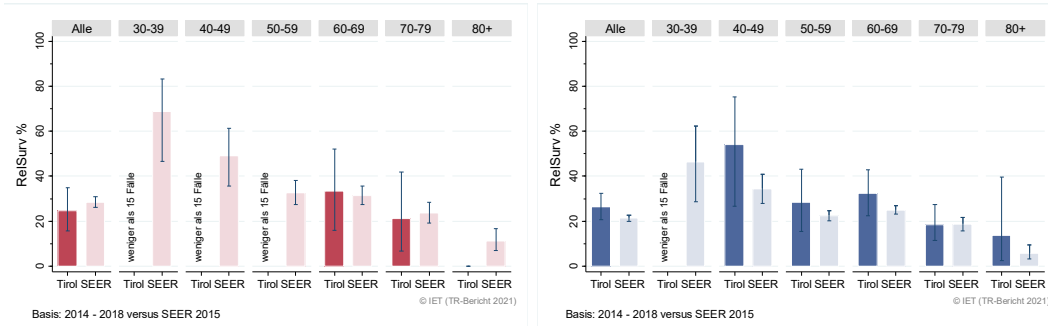 Alle 30-39 40-49 50-59 60-69 70-79 80+
RelSurv %
100
80
60
40
20
0
weniger als 15 Fälle
weniger als 15 Fälle
weniger als 15 Fälle
Tirol SEER Tirol SEER Tirol SEER Tirol SEER Tirol SEER Tirol SEER Tirol SEER
© IET (TR-Bericht 2021)
Basis: 2014 - 2018 versus SEER 2015
Alle 30-39 40-49 50-59 60-69 70-79 80+
RelSurv %
100
80
60
40
20
0
weniger als 15 Fälle
Tirol SEER Tirol SEER Tirol SEER Tirol SEER Tirol SEER Tirol SEER Tirol SEER
© IET (TR-Bericht 2021)
Basis: 2014 - 2018 versus SEER 2015